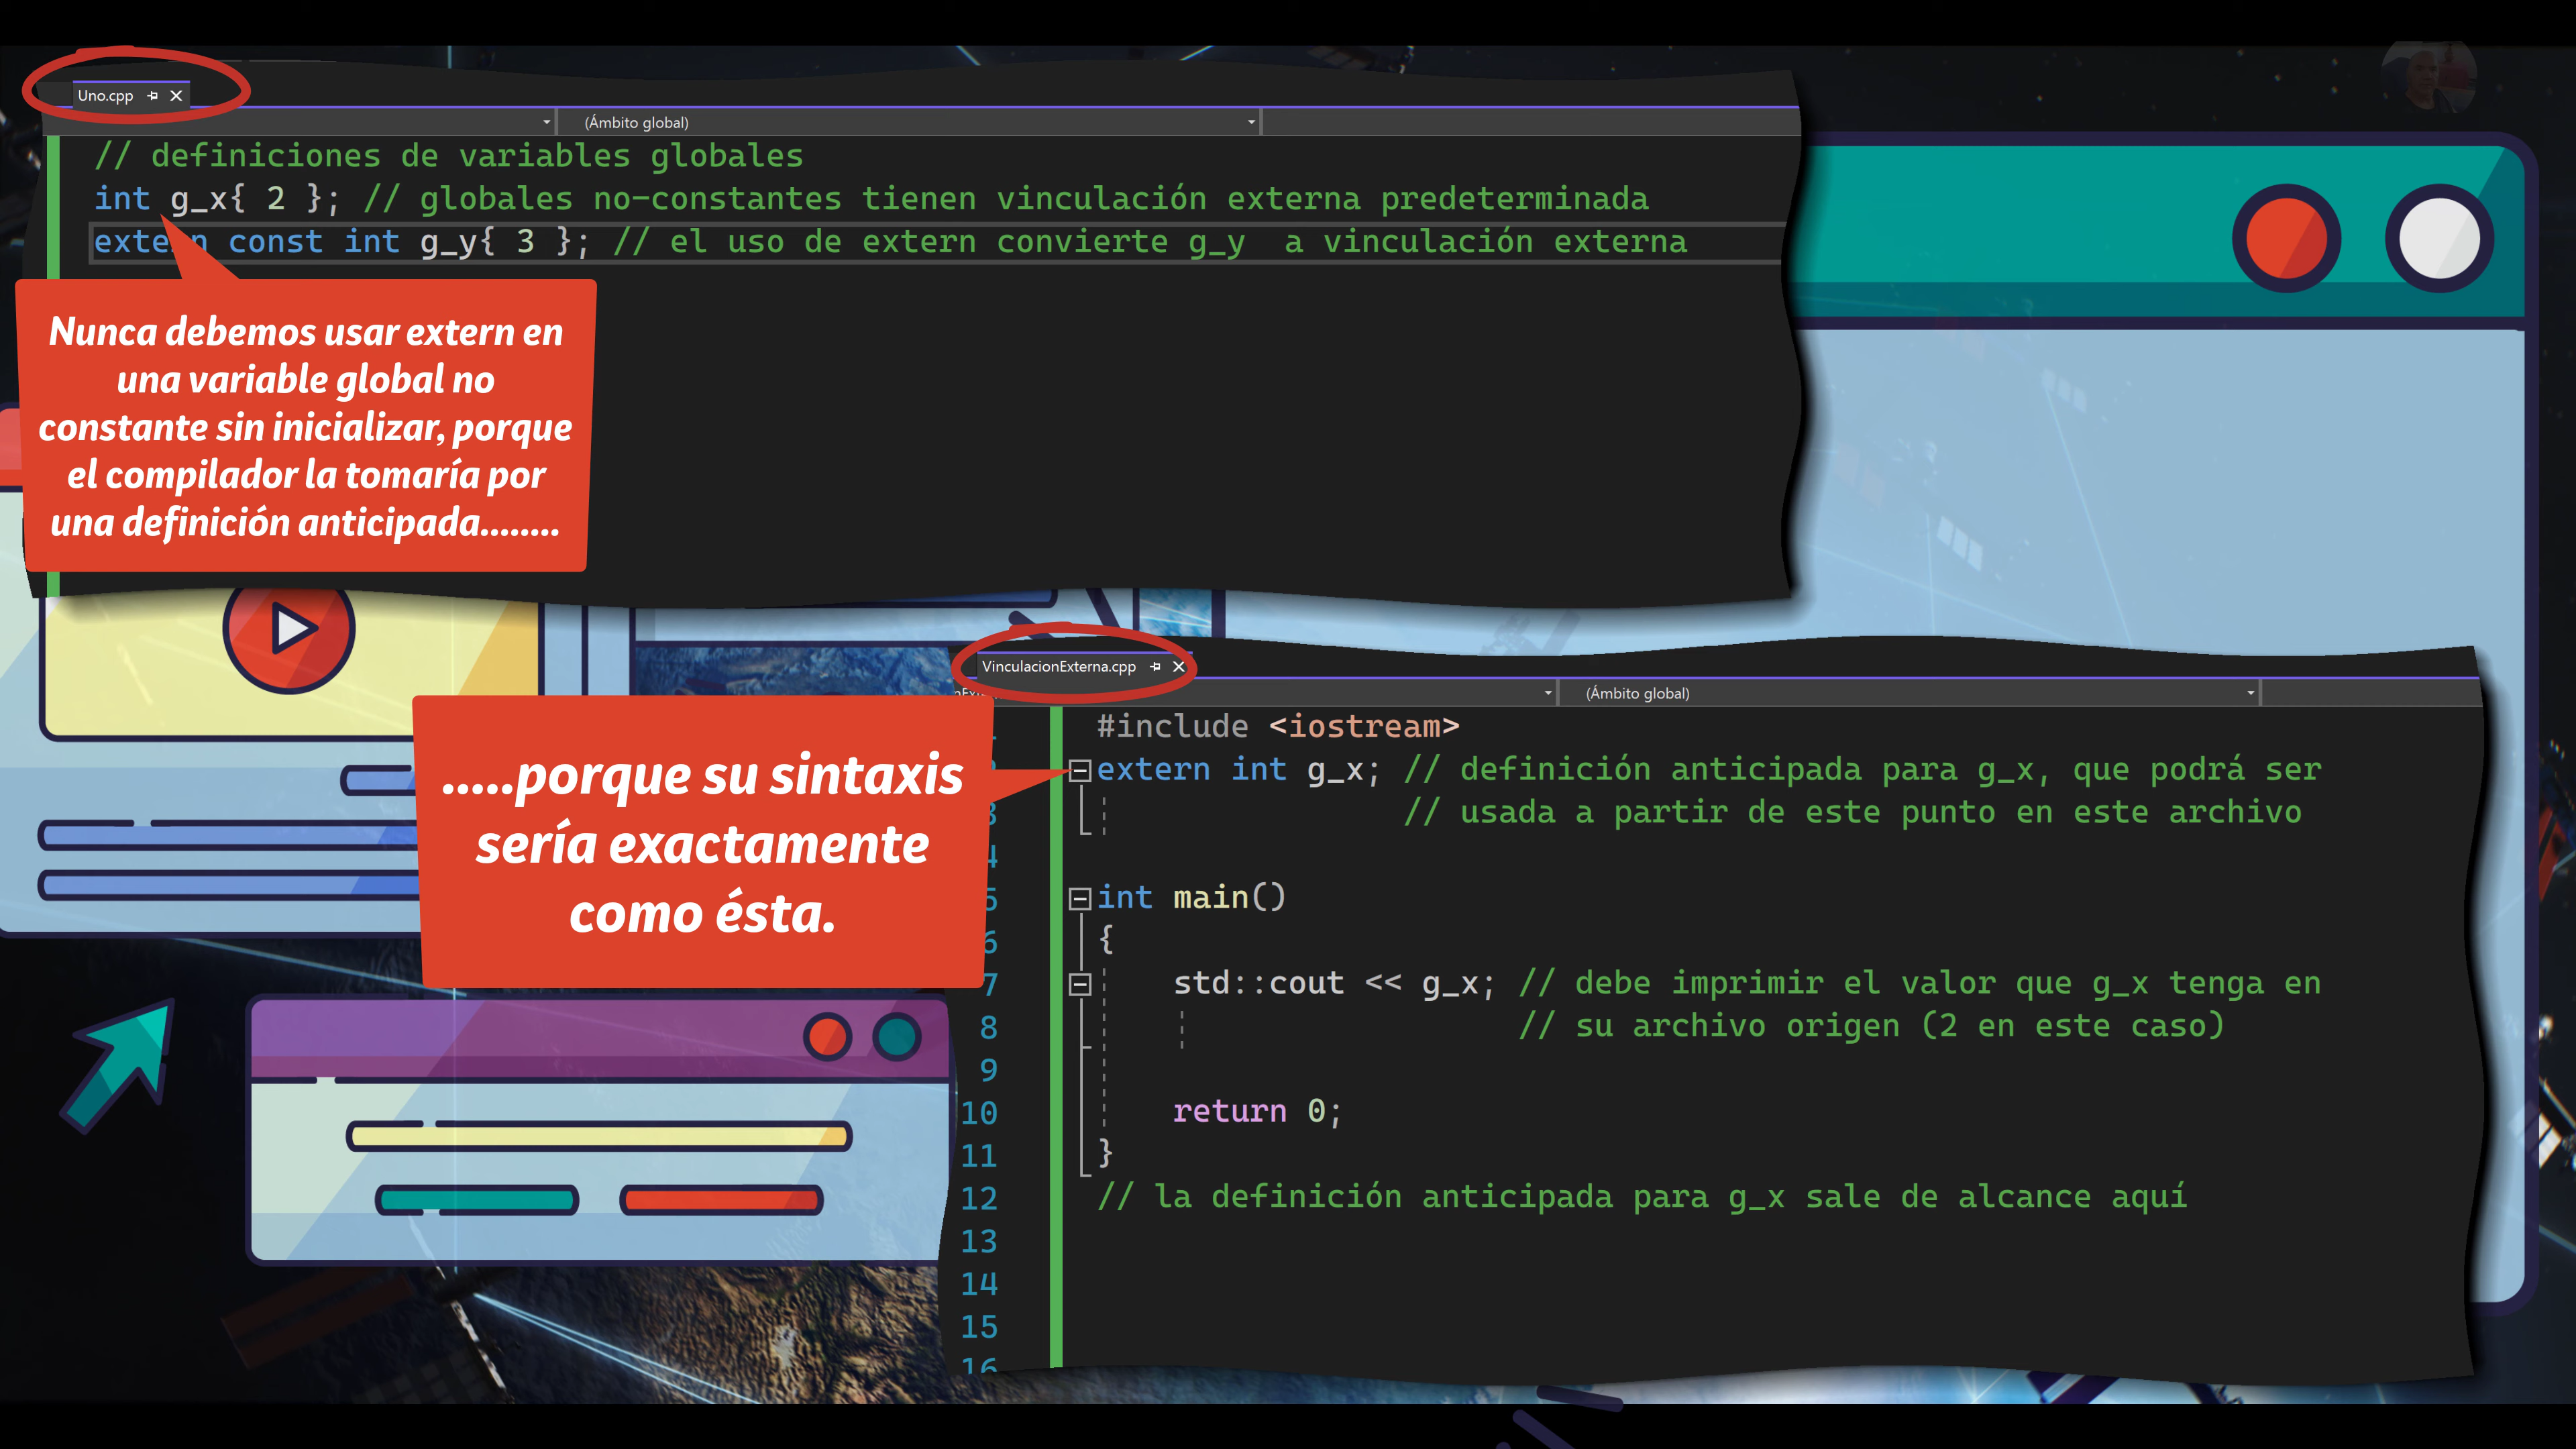 Uno.cpp
(Ámbito global)
// definiciones de variables globales
int g_x{ 2 }; // globales no-constantes tienen vinculación externa predeterminada
extern const int g_y{ 3 }; // el uso de extern convierte g_y  a vinculación externa
Nunca debemos usar extern en
una variable global no
constante sin inicializar, porque
el compilador la tomaría por
una definición anticipada........
VinculacionExterna.cpp
(Ámbito global)
.....porque su sintaxis
sería exactamente
como ésta.
#include <iostream>
extern int g_x; // definición anticipada para g_x, que podrá ser
// usada a partir de este punto en este archivo
int main()
{
7 std::cout << g_x; // debe imprimir el valor que g_x tenga en
8 // su archivo origen (2 en este caso)
9
10 return 0;
11 }
12 // la definición anticipada para g_x sale de alcance aquí
13
14
15
16